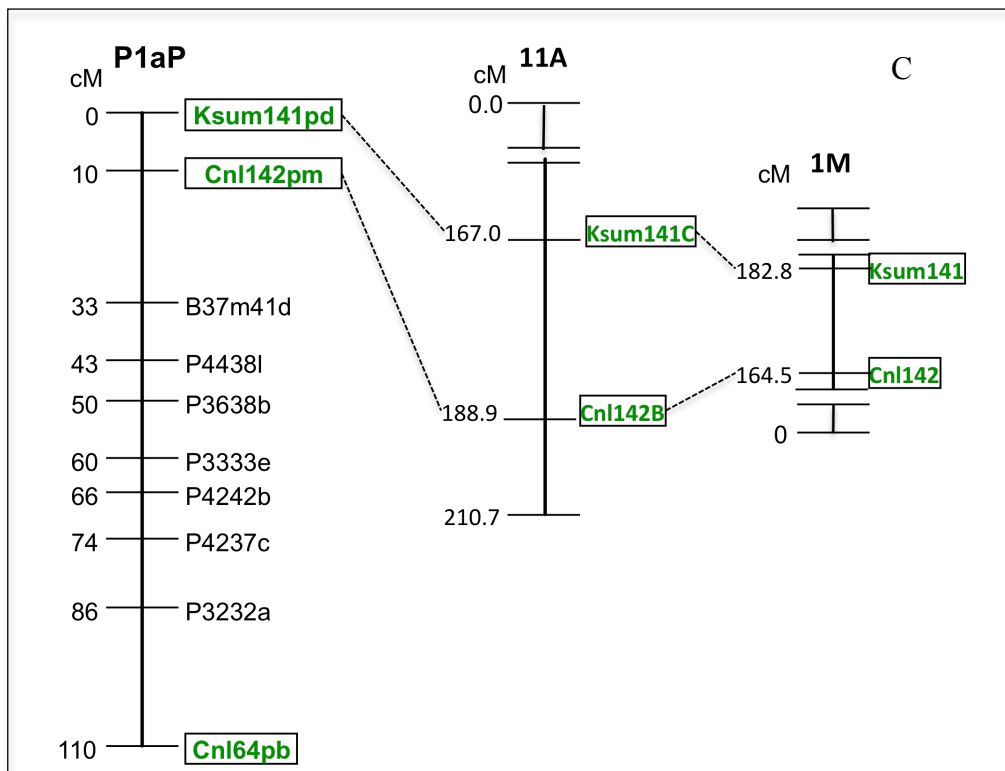 P1aP
cM
0 Ksum141pd
10 Cnl142pm
33 B37m41d
43 P4438l
50 P3638b
60 P3333e
66 P4242b
74 P4237c
86 P3232a
110 Cnl64pb
11A
cM
0.0
167.0 Ksum141C
188.9 Cnl142B
210.7
C
1M
cM
182.8 Ksum141
164.5 Cnl142
0